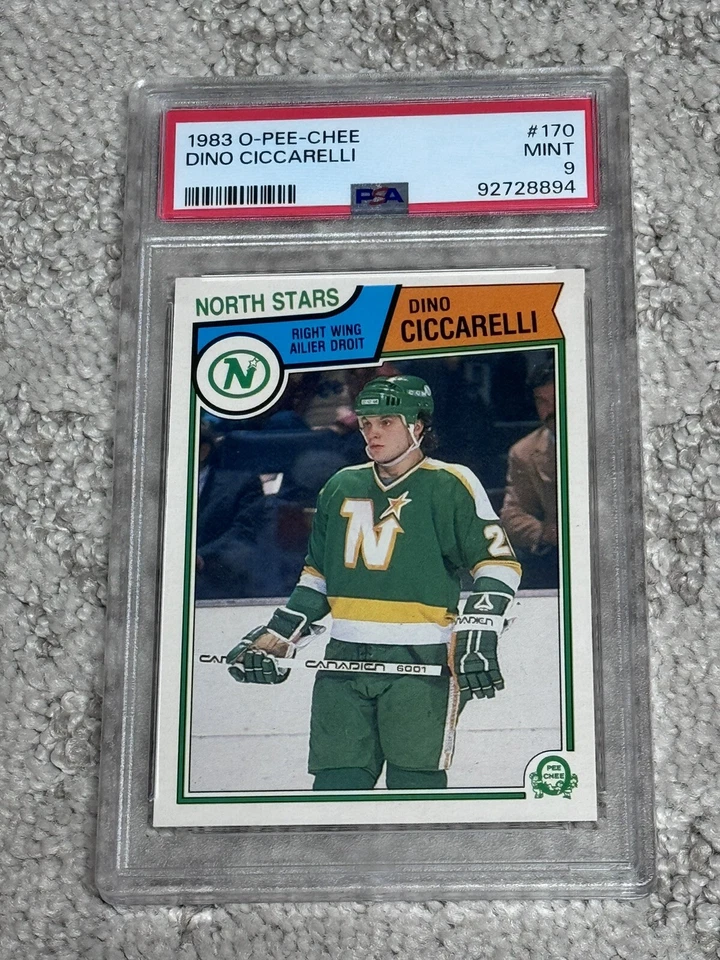 1983 O-PEE-CHEE #170
DINO CICCARELLI MINT
9
PSA 92728894
NORTH STARS
DINO
CICCARELLI
RIGHT WING
AILIER DROIT
N
N
2
CANADIEN
CANADIEN 6001
PEE
CHEE